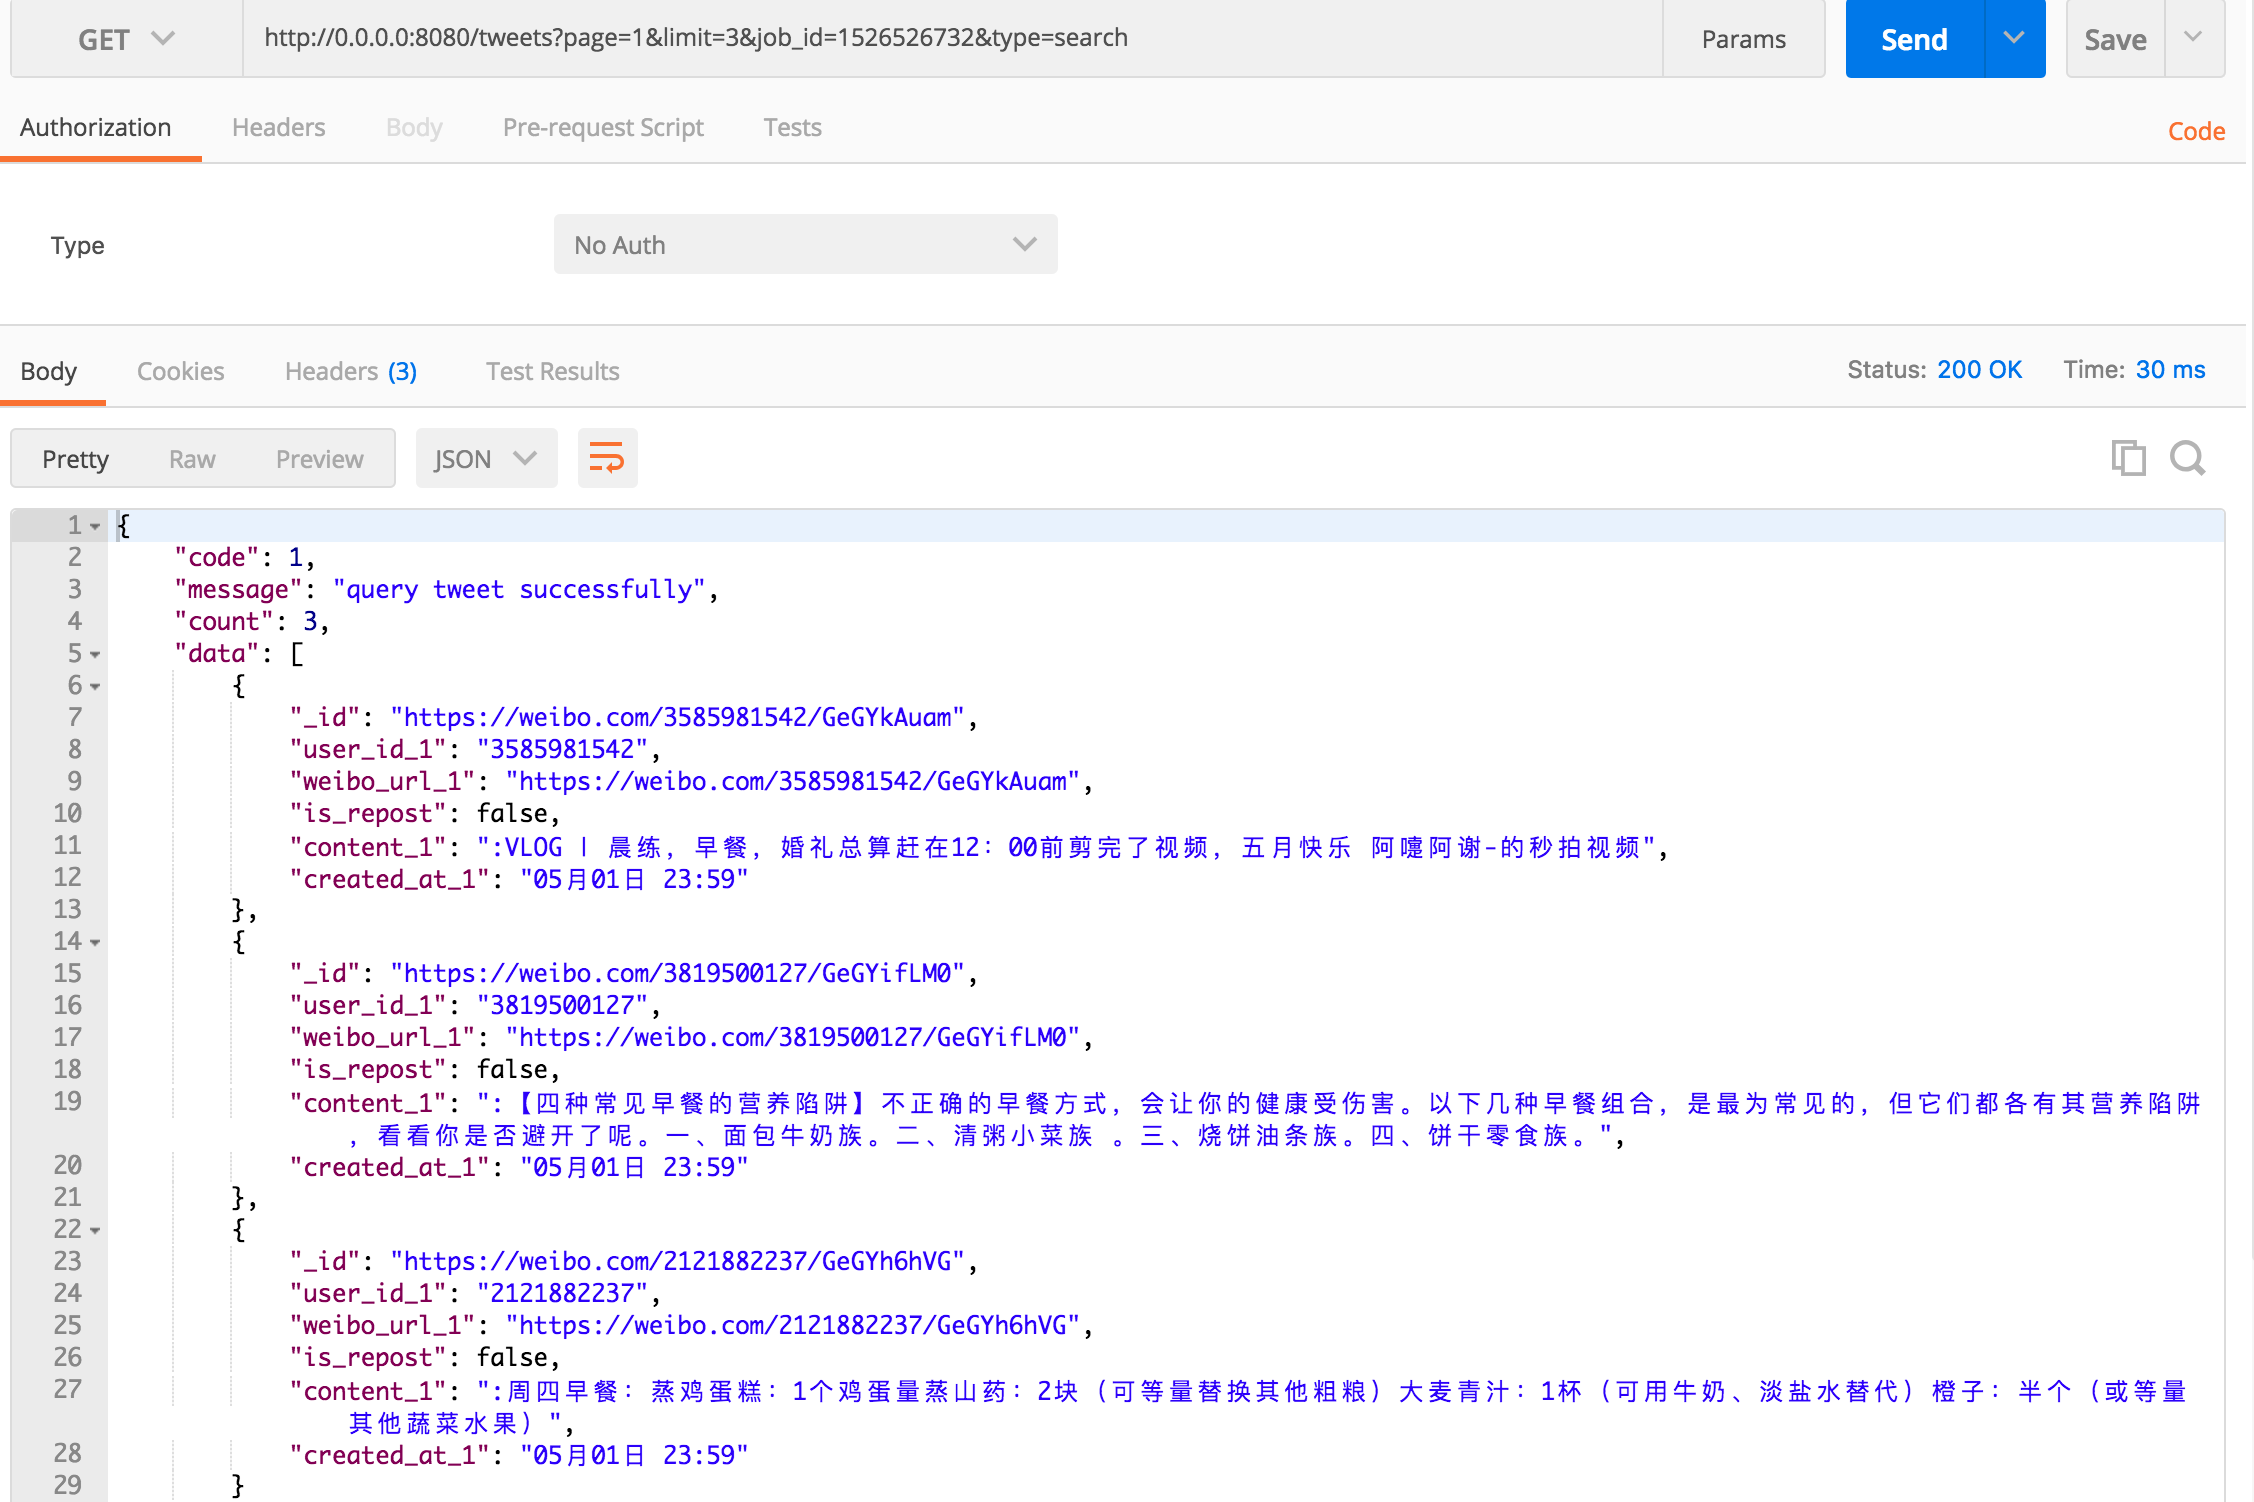 GET http://0.0.0.0:8080/tweets?page=1&limit=3&job_id=1526526732&type=search Params Send Save
Authorization Headers Body Pre-request Script Tests Code
Type No Auth
Body Cookies Headers (3) Test Results Status: 200 OK Time: 30 ms
Pretty Raw Preview JSON
1 {
2 "code": 1,
3 "message": "query tweet successfully",
4 "count": 3,
5 "data": [
6 {
7 "_id": "https://weibo.com/3585981542/GeGYkAuam",
8 "user_id_1": "3585981542",
9 "weibo_url_1": "https://weibo.com/3585981542/GeGYkAuam",
10 "is_repost": false,
11 "content_1": ":VLOG | 晨练，早餐，婚礼总算赶在12：00前剪完了视频，五月快乐 阿嚏阿谢-的秒拍视频",
12 "created_at_1": "05月01日 23:59"
13 },
14 {
15 "_id": "https://weibo.com/3819500127/GeGYifLM0",
16 "user_id_1": "3819500127",
17 "weibo_url_1": "https://weibo.com/3819500127/GeGYifLM0",
18 "is_repost": false,
19 "content_1": ":【四种常见早餐的营养陷阱】不正确的早餐方式，会让你的健康受伤害。以下几种早餐组合，是最为常见的，但它们都各有其营养陷阱
，看看你是否避开了呢。一、面包牛奶族。二、清粥小菜族 。三、烧饼油条族。四、饼干零食族。",
20 "created_at_1": "05月01日 23:59"
21 },
22 {
23 "_id": "https://weibo.com/2121882237/GeGYh6hVG",
24 "user_id_1": "2121882237",
25 "weibo_url_1": "https://weibo.com/2121882237/GeGYh6hVG",
26 "is_repost": false,
27 "content_1": ":周四早餐：蒸鸡蛋糕：1个鸡蛋量蒸山药：2块（可等量替换其他粗粮）大麦青汁：1杯（可用牛奶、淡盐水替代）橙子：半个（或等量
其他蔬菜水果）",
28 "created_at_1": "05月01日 23:59"
29 }